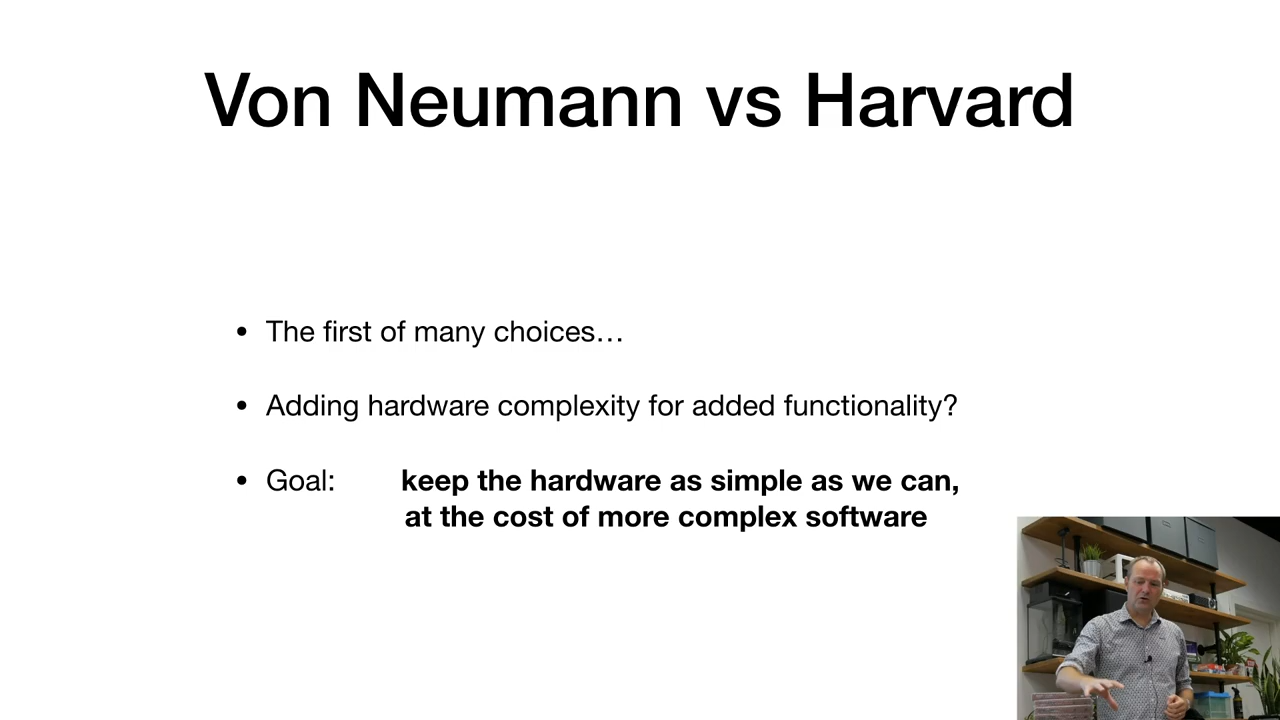 Von Neumann vs Harvard
• The first of many choices…
• Adding hardware complexity for added functionality?
• Goal: keep the hardware as simple as we can,
at the cost of more complex software